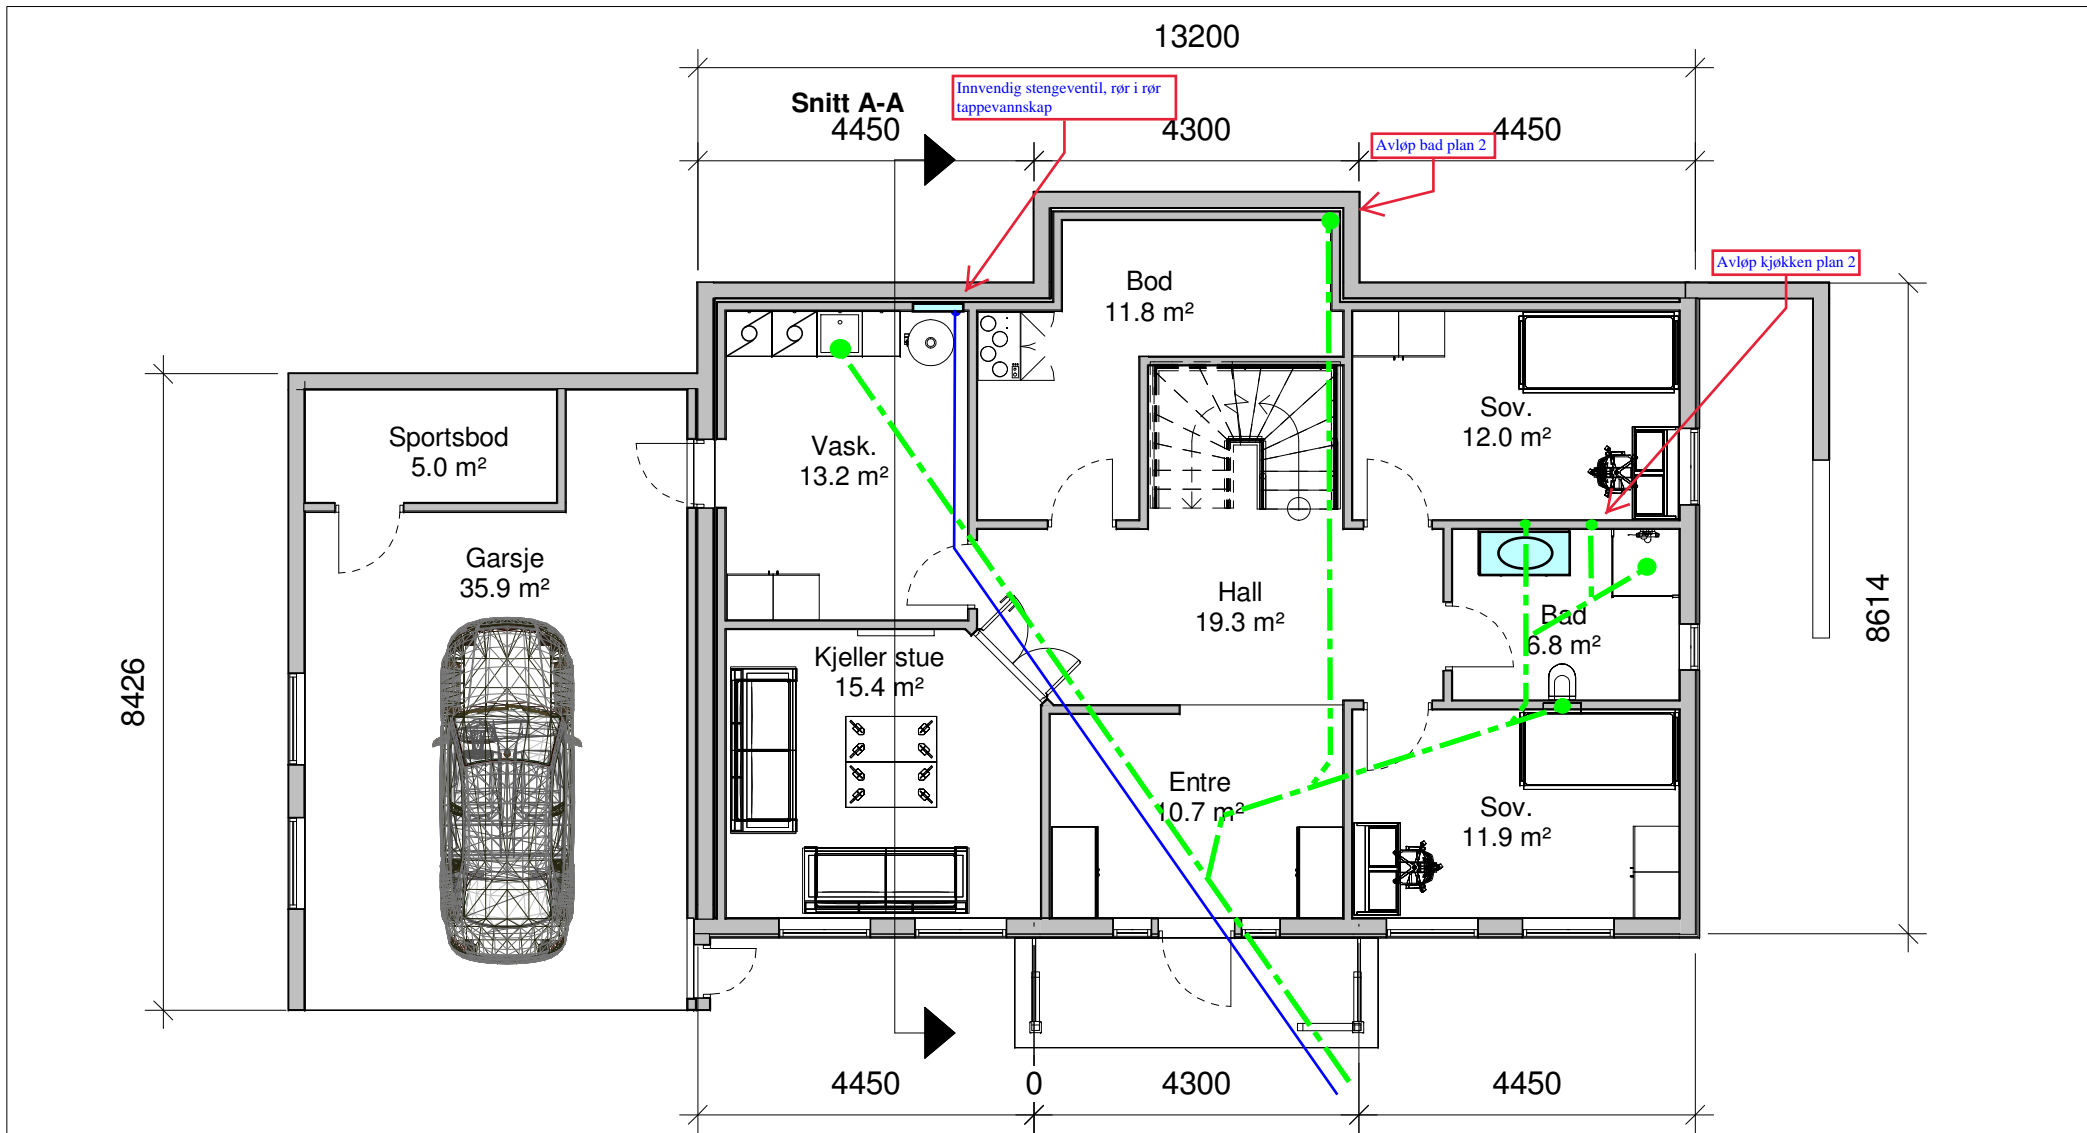 13200
Snitt A-A
Innvendig stengeventil, rør i rør
tappevannskap
4450
4300
4450
Avløp bad plan 2
Avløp kjøkken plan 2
Bod
11.8 m²
Sov.
12.0 m²
Sportsbod
5.0 m²
Vask.
13.2 m²
Garsje
35.9 m²
Hall
19.3 m²
Bad
6.8 m²
8614
8426
Kjeller stue
15.4 m²
Entre
10.7 m²
Sov.
11.9 m²
4450
0
4300
4450